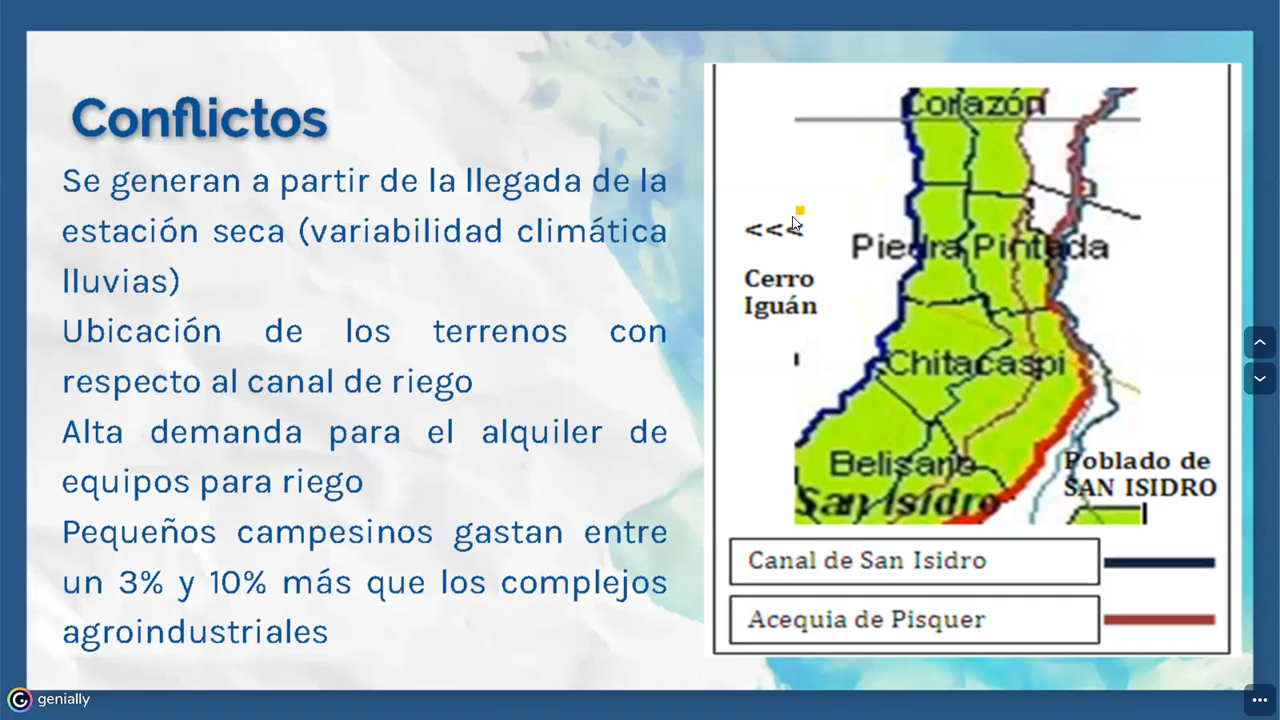 Conflictos
Se generan a partir de la llegada de la
estación seca (variabilidad climática
lluvias)
Ubicación de los terrenos con
respecto al canal de riego
Alta demanda para el alquiler de
equipos para riego
Pequeños campesinos gastan entre
un 3% y 10% más que los complejos
agroindustriales
Corazón
<<<
Piedra Pintada
Cerro
Iguán
Chitacaspi
Belisario
San Isidro
Poblado de
SAN ISIDRO
Canal de San Isidro
Acequia de Pisquer
genially